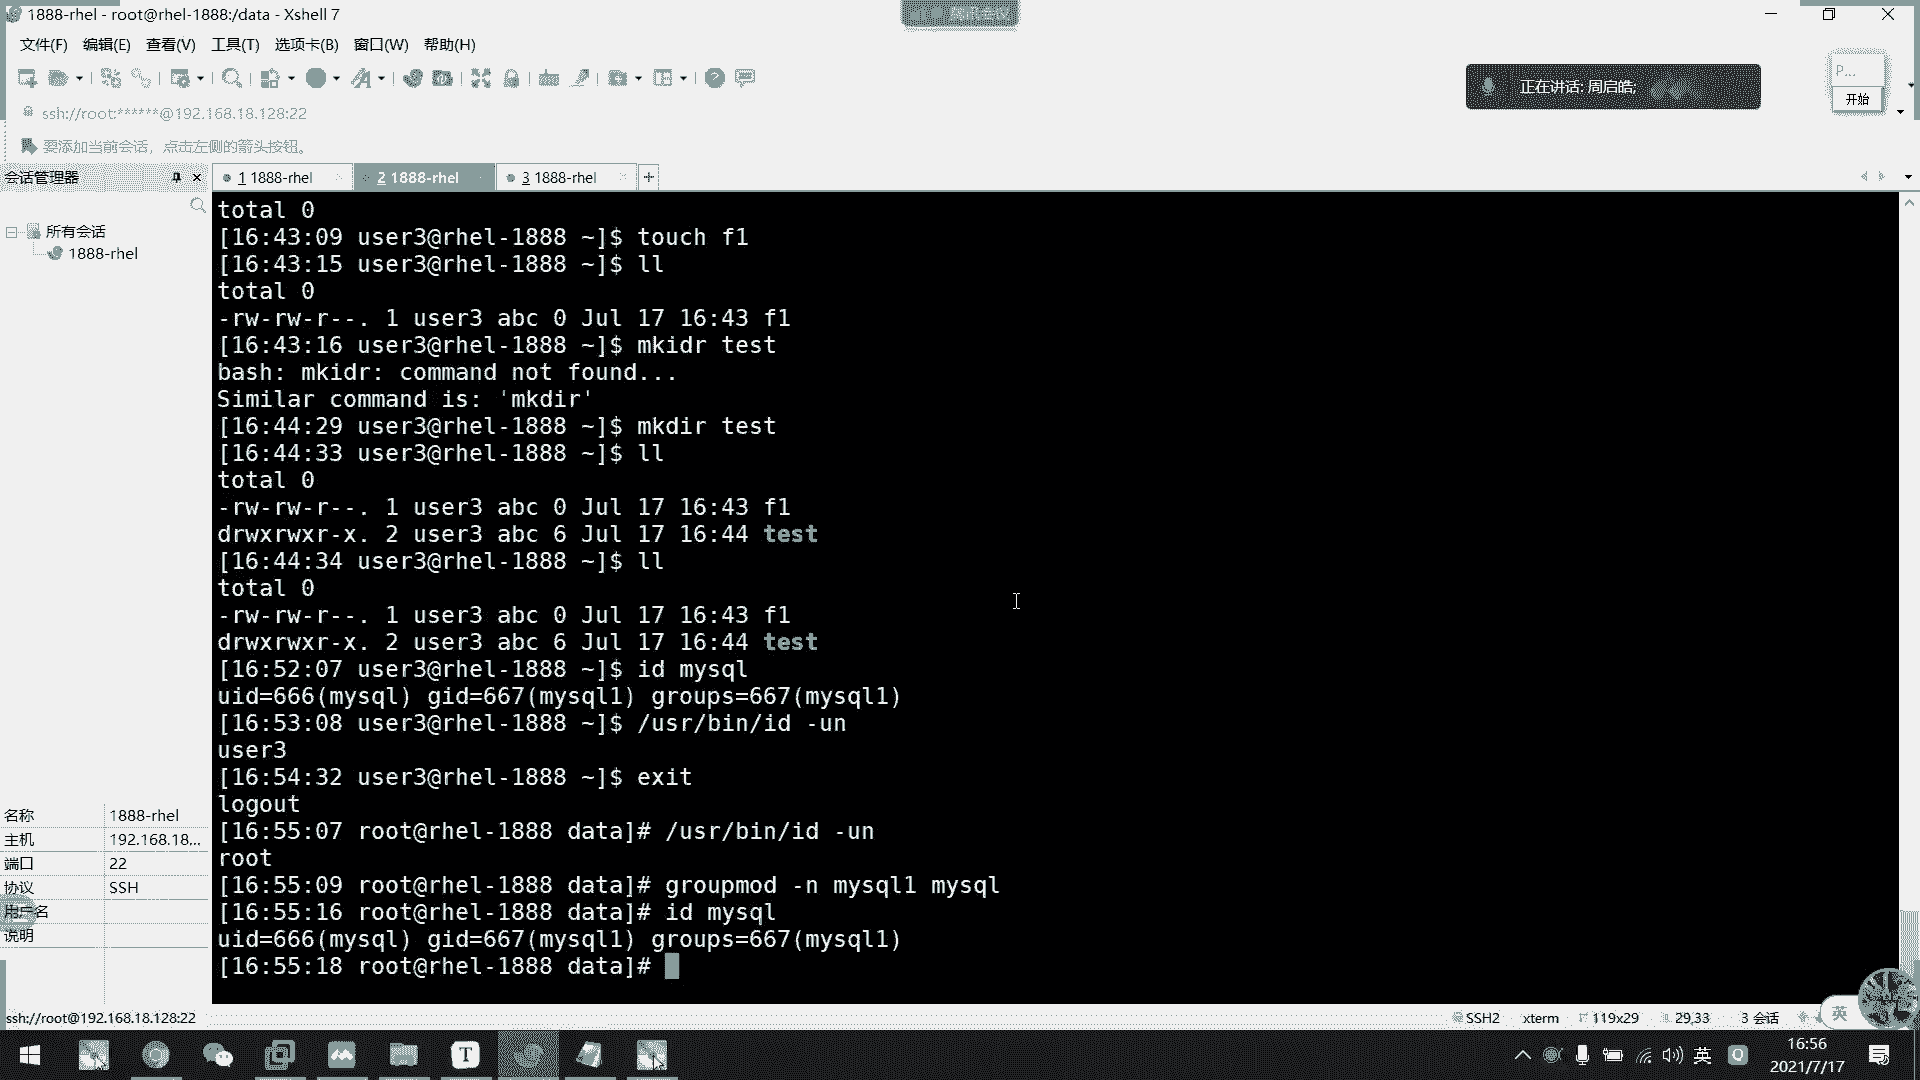 1888-rhel - root@rhel-1888:/data - Xshell 7
文件(F) 编辑(E) 查看(V) 工具(T) 选项卡(B) 窗口(W) 帮助(H)
正在讲话: 周启皓;
P...
开始
ssh://root:******@192.168.18.128:22
要添加当前会话，点击左侧的箭头按钮。
会话管理器
1 1888-rhel
2 1888-rhel
3 1888-rhel
所有会话
1888-rhel
total 0
[16:43:09 user3@rhel-1888 ~]$ touch f1
[16:43:15 user3@rhel-1888 ~]$ ll
total 0
-rw-rw-r--. 1 user3 abc 0 Jul 17 16:43 f1
[16:43:16 user3@rhel-1888 ~]$ mkidr test
bash: mkidr: command not found...
Similar command is: 'mkdir'
[16:44:29 user3@rhel-1888 ~]$ mkdir test
[16:44:33 user3@rhel-1888 ~]$ ll
total 0
-rw-rw-r--. 1 user3 abc 0 Jul 17 16:43 f1
drwxrwxr-x. 2 user3 abc 6 Jul 17 16:44 test
[16:44:34 user3@rhel-1888 ~]$ ll
total 0
-rw-rw-r--. 1 user3 abc 0 Jul 17 16:43 f1
drwxrwxr-x. 2 user3 abc 6 Jul 17 16:44 test
[16:52:07 user3@rhel-1888 ~]$ id mysql
uid=666(mysql) gid=667(mysql1) groups=667(mysql1)
[16:53:08 user3@rhel-1888 ~]$ /usr/bin/id -un
user3
[16:54:32 user3@rhel-1888 ~]$ exit
logout
[16:55:07 root@rhel-1888 data]# /usr/bin/id -un
root
[16:55:09 root@rhel-1888 data]# groupmod -n mysql1 mysql
[16:55:16 root@rhel-1888 data]# id mysql
uid=666(mysql) gid=667(mysql1) groups=667(mysql1)
[16:55:18 root@rhel-1888 data]#
名称 1888-rhel
主机 192.168.18...
端口 22
协议 SSH
用户名
说明
ssh://root@192.168.18.128:22
SSH2 xterm 119x29 29,33 3 会话
英
英
16:56
2021/7/17